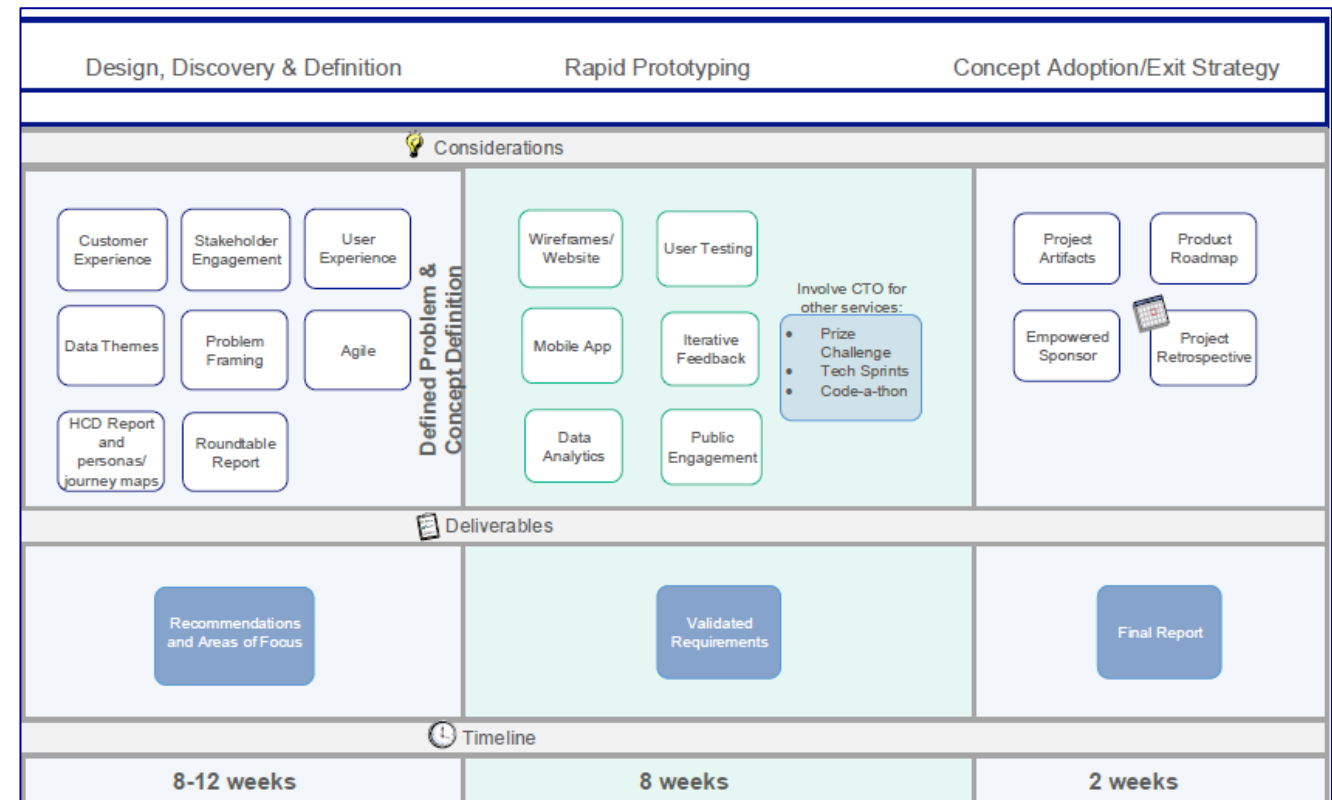 Design, Discovery & Definition
Rapid Prototyping
Concept Adoption/Exit Strategy
Considerations
Customer
Experience
Stakeholder
Engagement
User
Experience
Data Themes
Problem
Framing
Agile
HCD Report
and
personas/
journey maps
Roundtable
Report
Defined Problem &
Concept Definition
Wireframes/
Website
User Testing
Mobile App
Iterative
Feedback
Data
Analytics
Public
Engagement
Involve CTO for
other services:
• Prize
Challenge
• Tech Sprints
• Code-a-thon
Project
Artifacts
Product
Roadmap
Empowered
Sponsor
Project
Retrospective
Deliverables
Recommendations
and Areas of Focus
Validated
Requirements
Final Report
Timeline
8-12 weeks
8 weeks
2 weeks